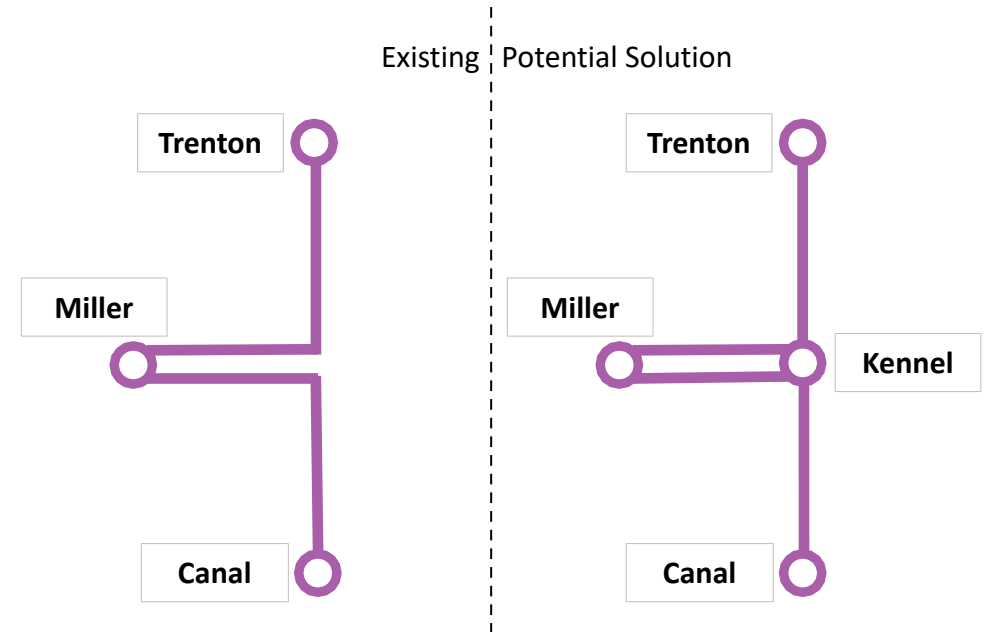 Existing
Potential Solution
Trenton
Miller
Canal
Trenton
Miller
Kennel
Canal